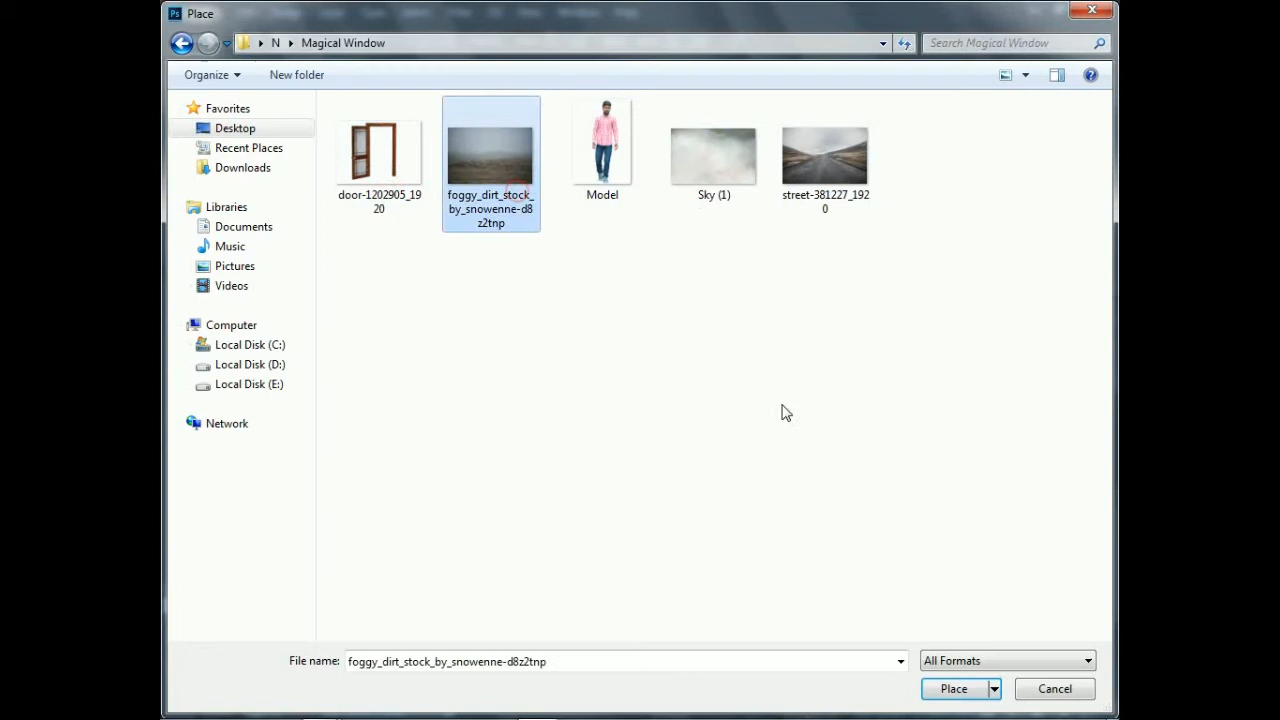 Ps Place
N Magical Window
Search Magical Window
Organize New folder
Favorites
Desktop
Recent Places
Downloads
Libraries
Documents
Music
Pictures
Videos
Computer
Local Disk (C:)
Local Disk (D:)
Local Disk (E:)
Network
door-1202905_19
20
foggy_dirt_stock_
by_snowenne-d8
z2tnp
Model
Sky (1)
street-381227_192
0
File name: foggy_dirt_stock_by_snowenne-d8z2tnp
All Formats
Place Cancel